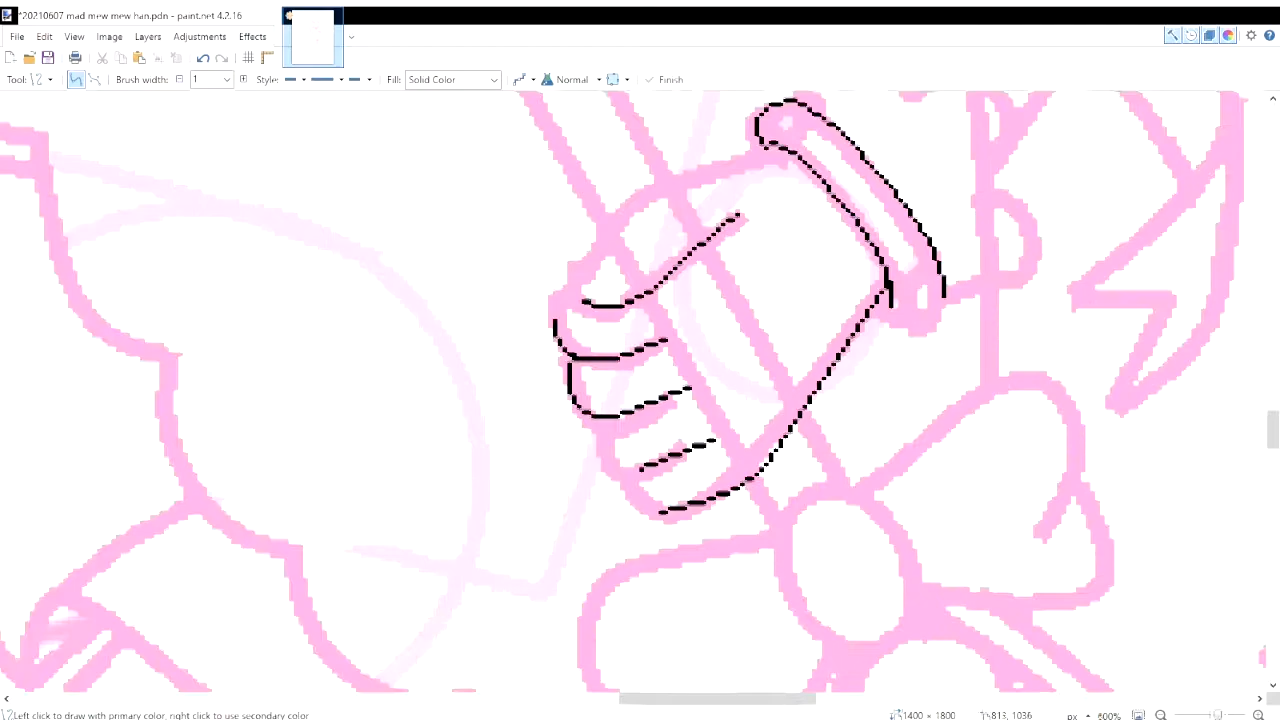 *20210607 mad mew mew han.pdn - paint.net 4.2.16
File Edit View Image Layers Adjustments Effects
Tool: Brush width: 1 Style: Fill: Solid Color Normal Finish
Left click to draw with primary color, right click to use secondary color 1400 × 1800 813, 1036 px 600%